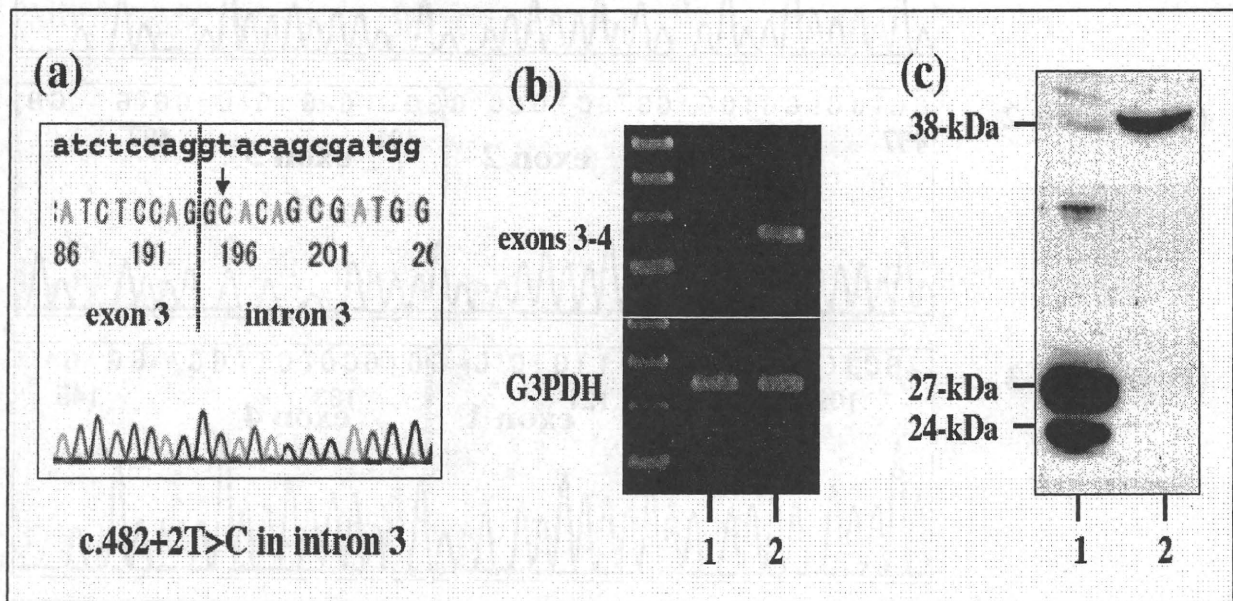 (a)
atctccaggtacagcgatgg
ATCTCCAGGCACAGCGATGG
86 191 196 201 20
exon 3 intron 3
c.482+2T>C in intron 3
(b)
exons 3-4
G3PDH
1 2
(c)
38-kDa
27-kDa
24-kDa
1 2